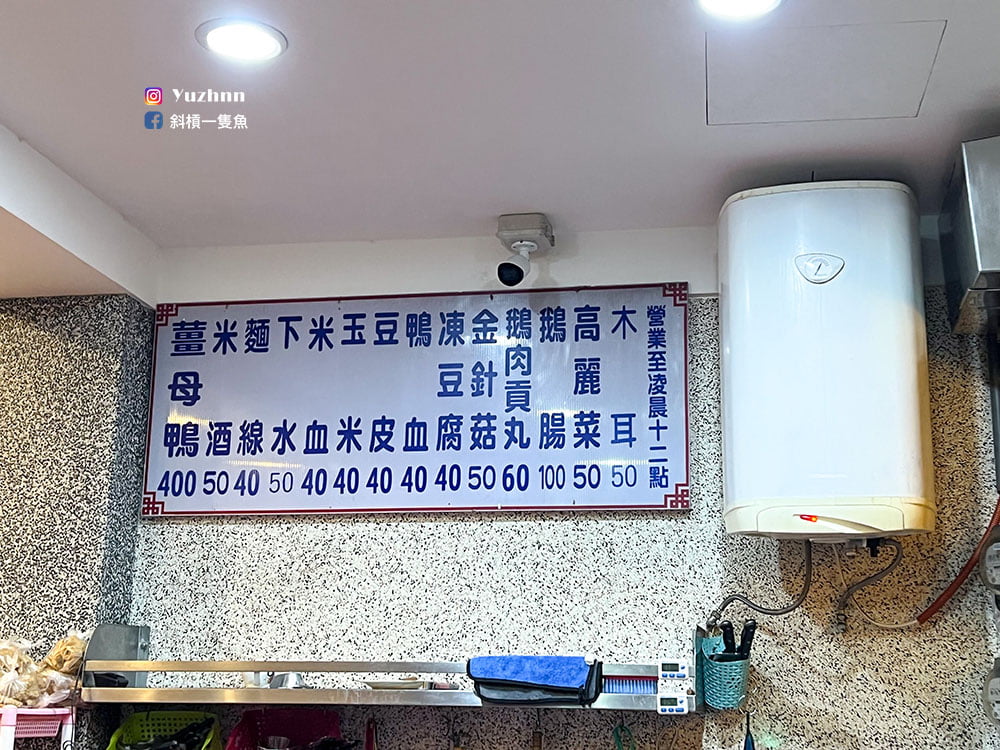 Yuzhnn
斜槓一隻魚
薑母鴨 400
米酒 50
麵線 40
下水 50
米血 40
玉米 40
豆皮 40
鴨血 40
凍豆腐 40
金針菇 50
鵝肉貢丸 60
鵝腸 100
高麗菜 50
木耳 50
營業至凌晨十二點